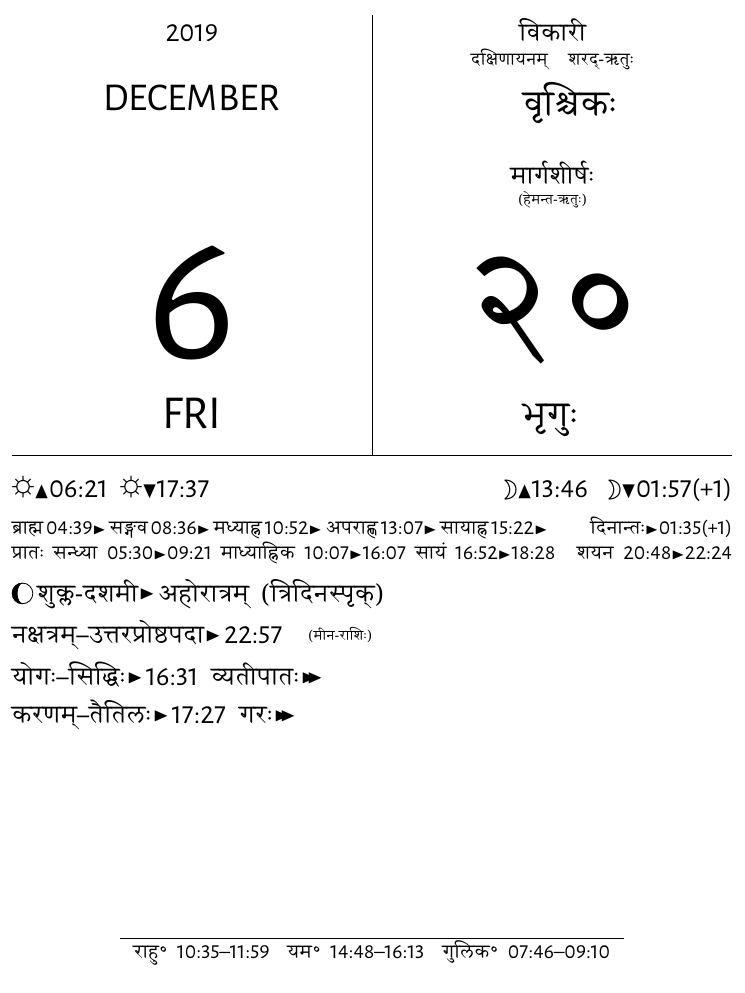 2019
DECEMBER
6
FRI
विकारी
दक्षिणायनम् शरद्-ऋतुः
वृश्चिकः
मार्गशीर्षः
(हेमन्त-ऋतुः)
२०
भृगुः
☼▲06:21 ☼▼17:37 ☽▲13:46 ☽▼01:57(+1)
ब्राह्म 04:39► सङ्गव 08:36► मध्याह्न 10:52► अपराह्ण 13:07► सायाह्न 15:22► दिनान्तः►01:35(+1)
प्रातः सन्ध्या 05:30►09:21 माध्याह्निक 10:07►16:07 सायं 16:52►18:28 शयन 20:48►22:24
शुक्ल-दशमी► अहोरात्रम् (त्रिदिनस्पृक्)
नक्षत्रम्–उत्तरप्रोष्ठपदा► 22:57 (मीन-राशिः)
योगः–सिद्धिः►16:31 व्यतीपातः►►
करणम्–तैतिलः►17:27 गरः►►
राहु॰ 10:35–11:59 यम॰ 14:48–16:13 गुलिक॰ 07:46–09:10